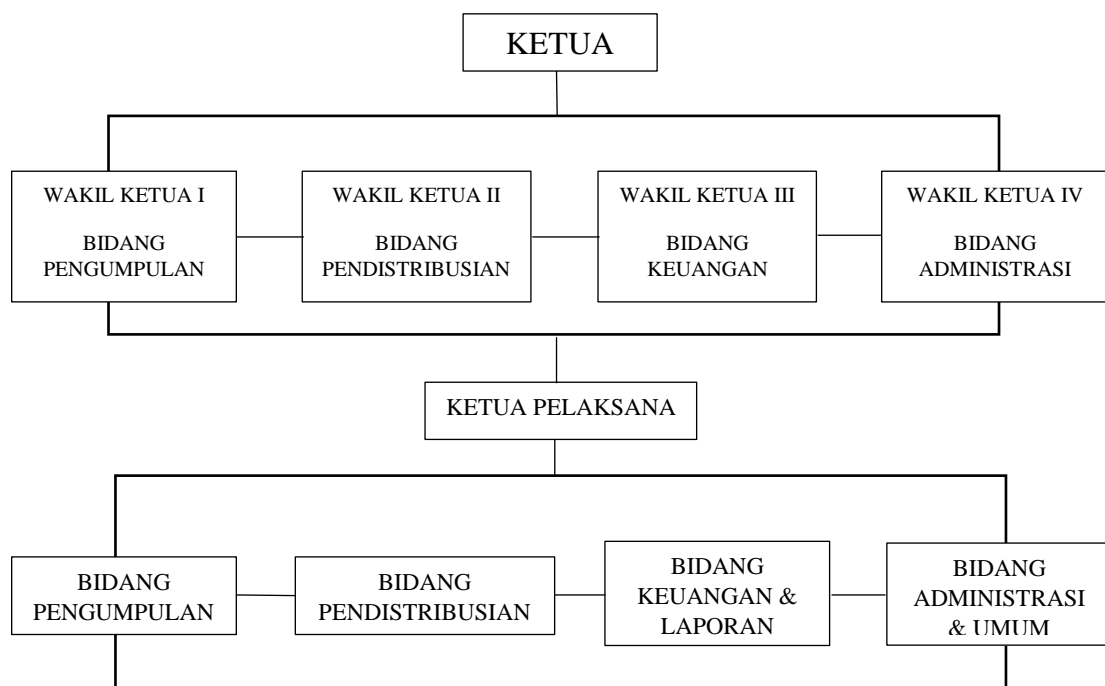 KETUA
WAKIL KETUA I
BIDANG
PENGUMPULAN
WAKIL KETUA II
BIDANG
PENDISTRIBUSIAN
WAKIL KETUA III
BIDANG
KEUANGAN
WAKIL KETUA IV
BIDANG
ADMINISTRASI
KETUA PELAKSANA
BIDANG
PENGUMPULAN
BIDANG
PENDISTRIBUSIAN
BIDANG
KEUANGAN &
LAPORAN
BIDANG
ADMINISTRASI
& UMUM